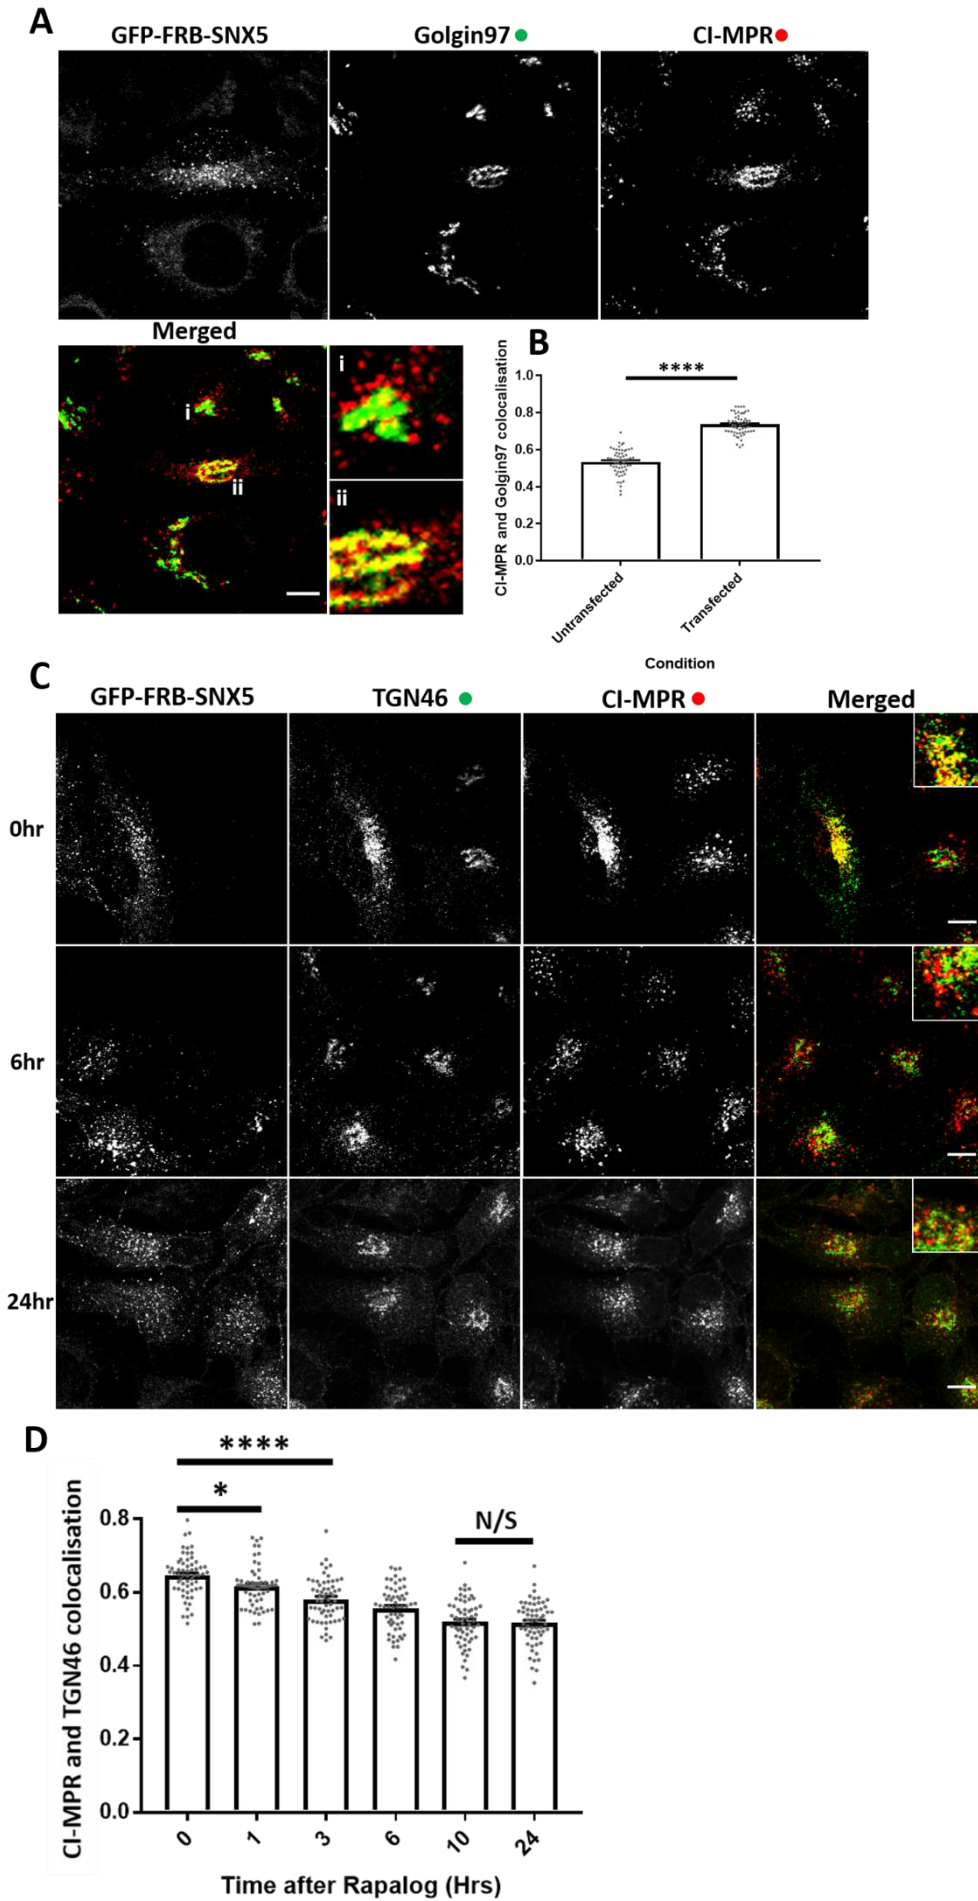 A
GFP-FRB-SNX5
Golgin97
CI-MPR
Merged
i
ii
i
ii
B
CI-MPR and Golgin97 colocalisation
1.0
0.8
0.6
0.4
0.2
0.0
****
Untransfected
Transfected
Condition
C
GFP-FRB-SNX5
TGN46
CI-MPR
Merged
0hr
6hr
24hr
D
CI-MPR and TGN46 colocalisation
0.8
0.6
0.4
0.2
0.0
****
*
N/S
0
1
3
6
10
24
Time after Rapalog (Hrs)